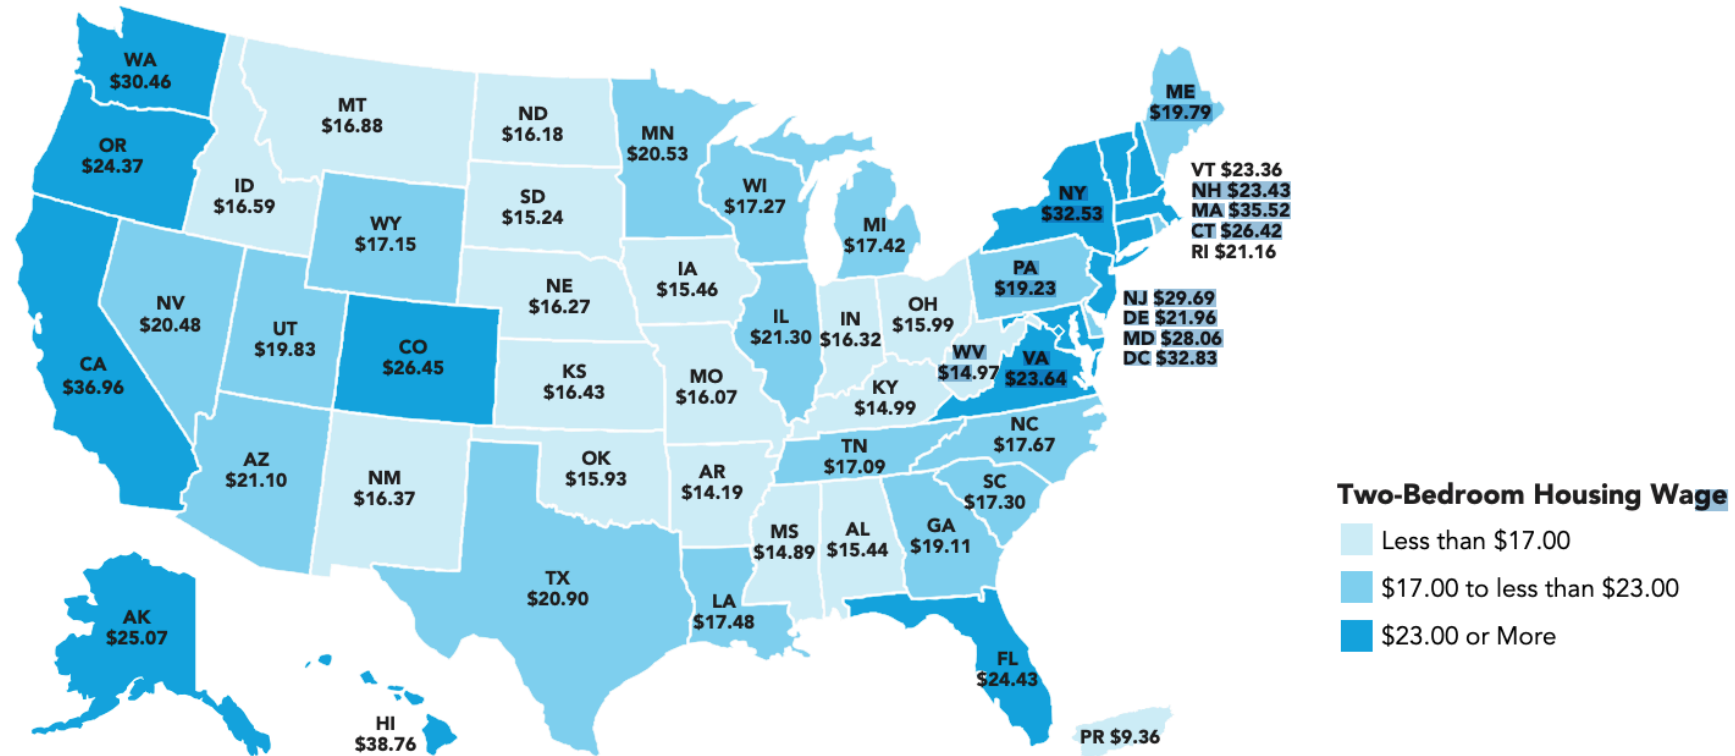 WA
$30.46
OR
$24.37
CA
$36.96
ID
$16.59
NV
$20.48
MT
$16.88
WY
$17.15
UT
$19.83
AZ
$21.10
CO
$26.45
NM
$16.37
ND
$16.18
SD
$15.24
NE
$16.27
KS
$16.43
OK
$15.93
TX
$20.90
MN
$20.53
IA
$15.46
MO
$16.07
AR
$14.19
LA
$17.48
WI
$17.27
IL
$21.30
MI
$17.42
IN
$16.32
OH
$15.99
KY
$14.99
TN
$17.09
MS
$14.89
AL
$15.44
GA
$19.11
FL
$24.43
SC
$17.30
NC
$17.67
WV
$14.97
VA
$23.64
PA
$19.23
NY
$32.53
ME
$19.79
VT $23.36
NH $23.43
MA $35.52
CT $26.42
RI $21.16
NJ $29.69
DE $21.96
MD $28.06
DC $32.83
AK
$25.07
HI
$38.76
PR $9.36
Two-Bedroom Housing Wage
Less than $17.00
$17.00 to less than $23.00
$23.00 or More